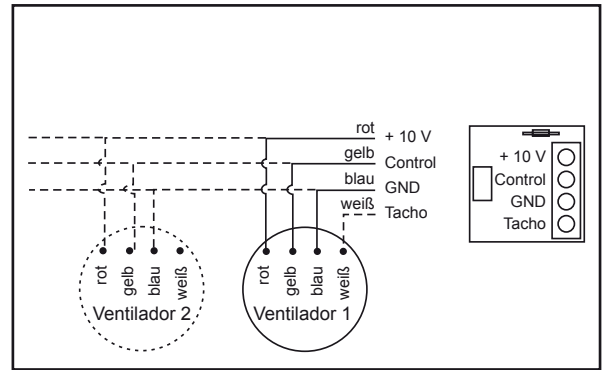 rot + 10 V
gelb Control
blau GND
weiß Tacho
+ 10 V
Control
GND
Tacho
rot gelb blau weiß
Ventilador 2
rot gelb blau weiß
Ventilador 1